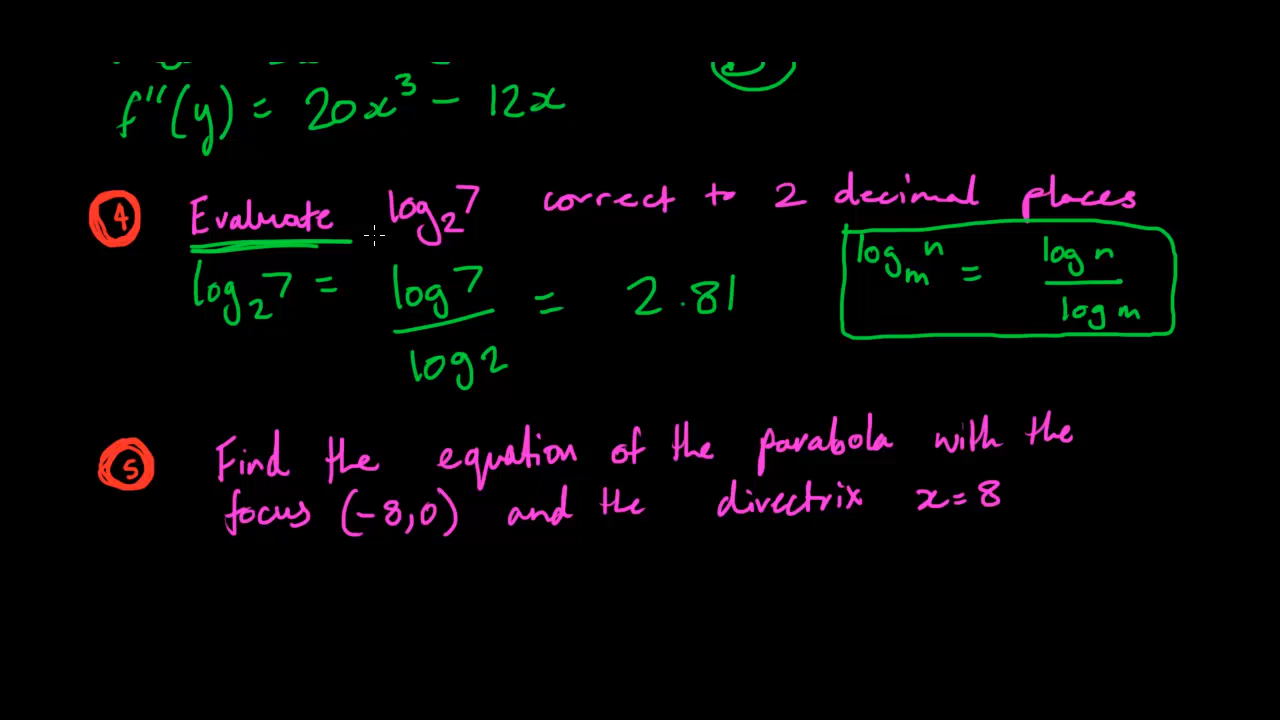 f''(y) = 20x³ - 12x
4 Evaluate log₂7 correct to 2 decimal places
log₂7 = log 7 / log 2 = 2.81
logₘn = log n / log m
5 Find the equation of the parabola with the
focus (-8,0) and the directrix x=8